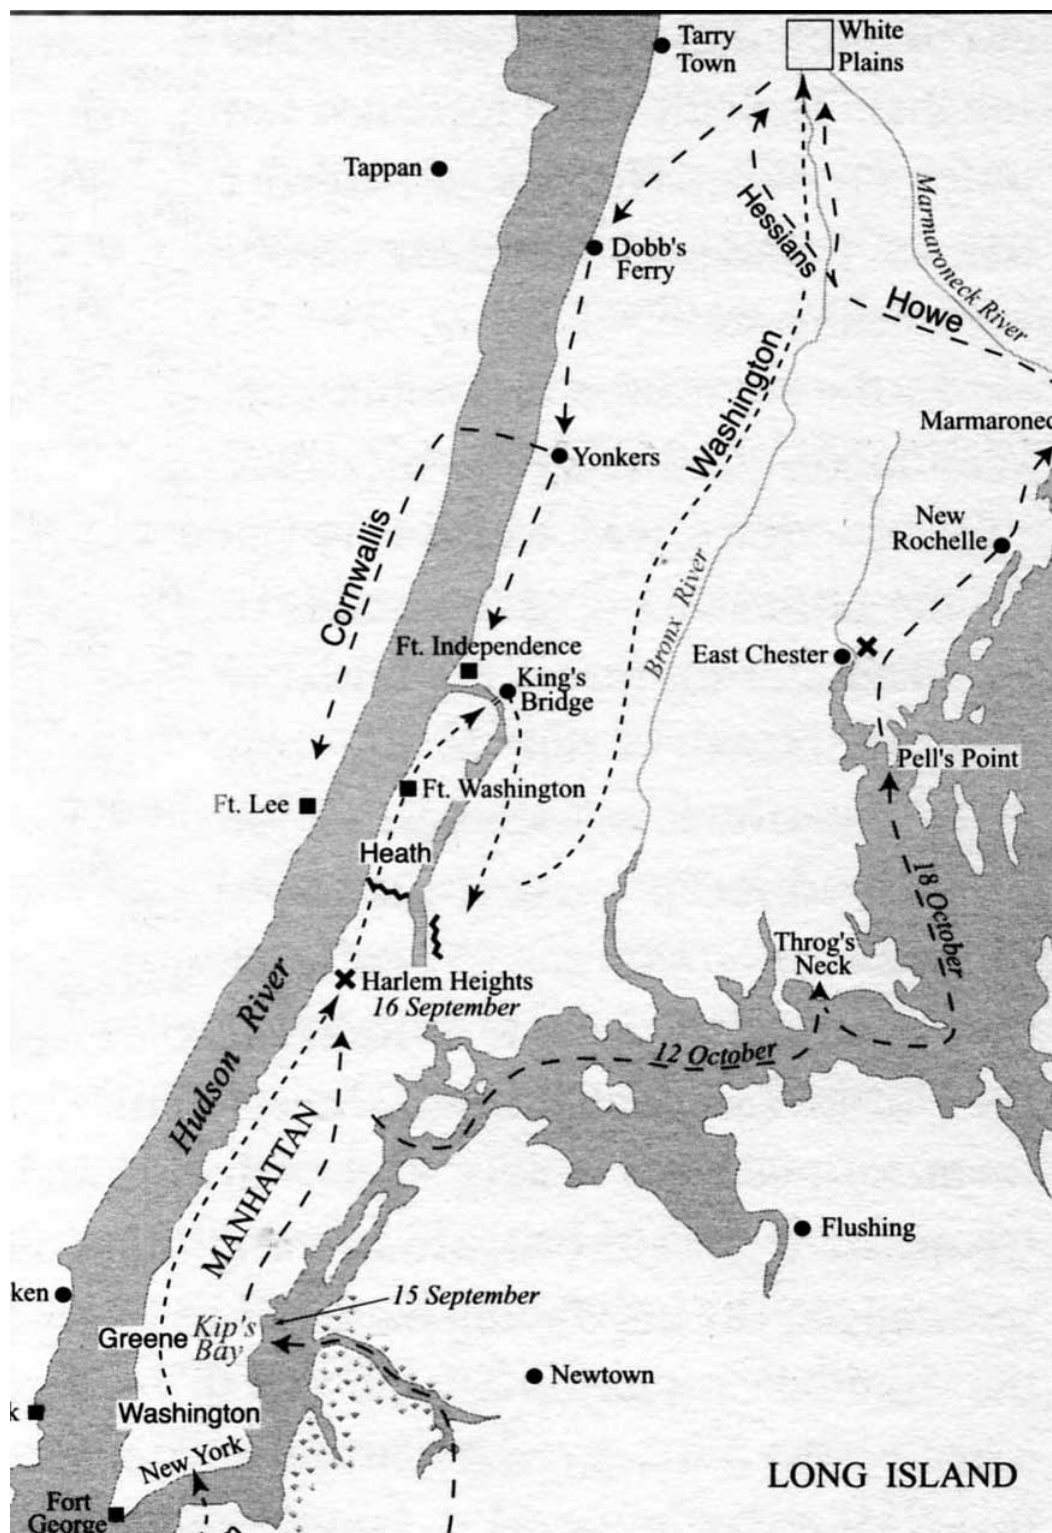 Tarry
Town
White
Plains
Tappan
Marmaroneck River
Hessians
Dobb's
Ferry
Howe
Washington
Marmaronec
Yonkers
New
Rochelle
Cornwallis
Bronx River
Ft. Independence
East Chester
King's
Bridge
Pell's Point
Ft. Washington
Ft. Lee
Heath
18 October
Throg's
Neck
Harlem Heights
16 September
Hudson River
12 October
MANHATTAN
Flushing
15 September
ken
Greene
Kip's
Bay
Newtown
k
Washington
New York
LONG ISLAND
Fort
George